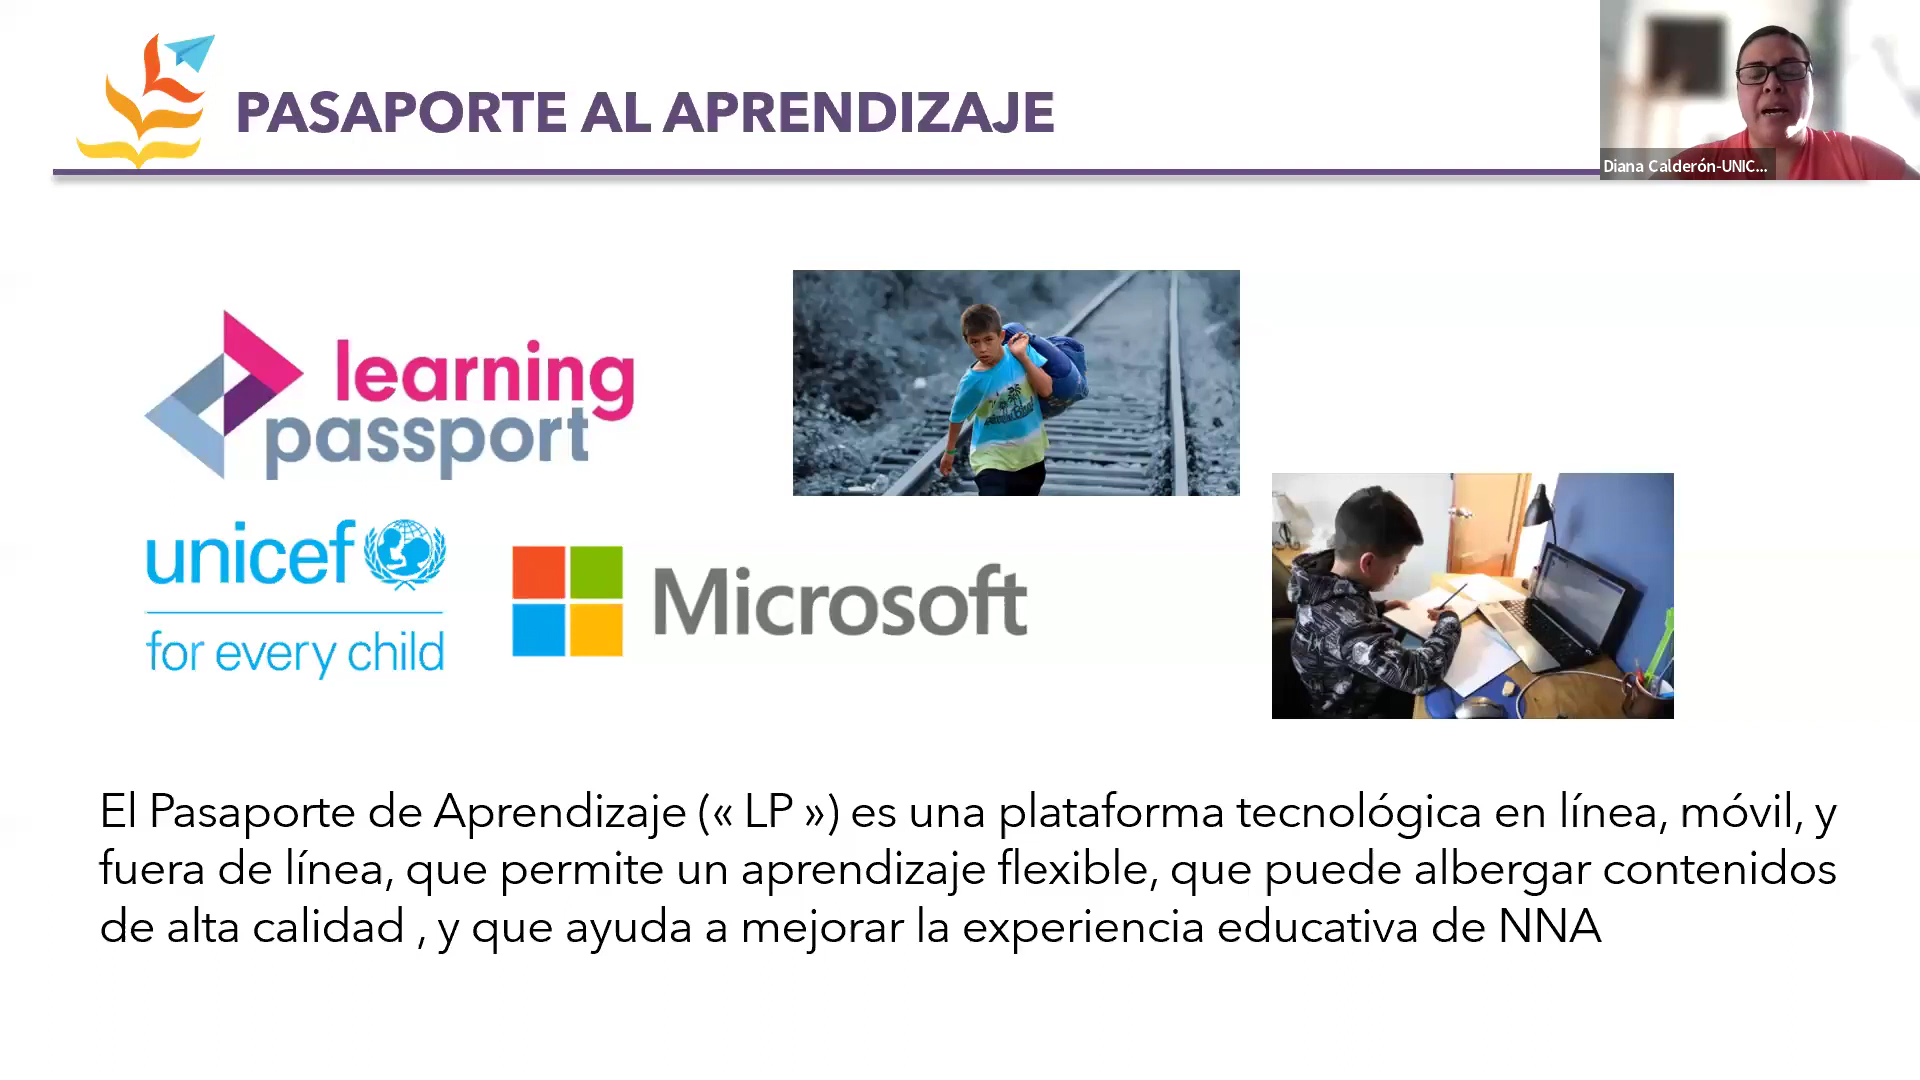 PASAPORTE AL APRENDIZAJE
Diana Calderón-UNIC...
learning
passport
unicef
for every child
Microsoft
El Pasaporte de Aprendizaje (« LP ») es una plataforma tecnológica en línea, móvil, y
fuera de línea, que permite un aprendizaje flexible, que puede albergar contenidos
de alta calidad , y que ayuda a mejorar la experiencia educativa de NNA